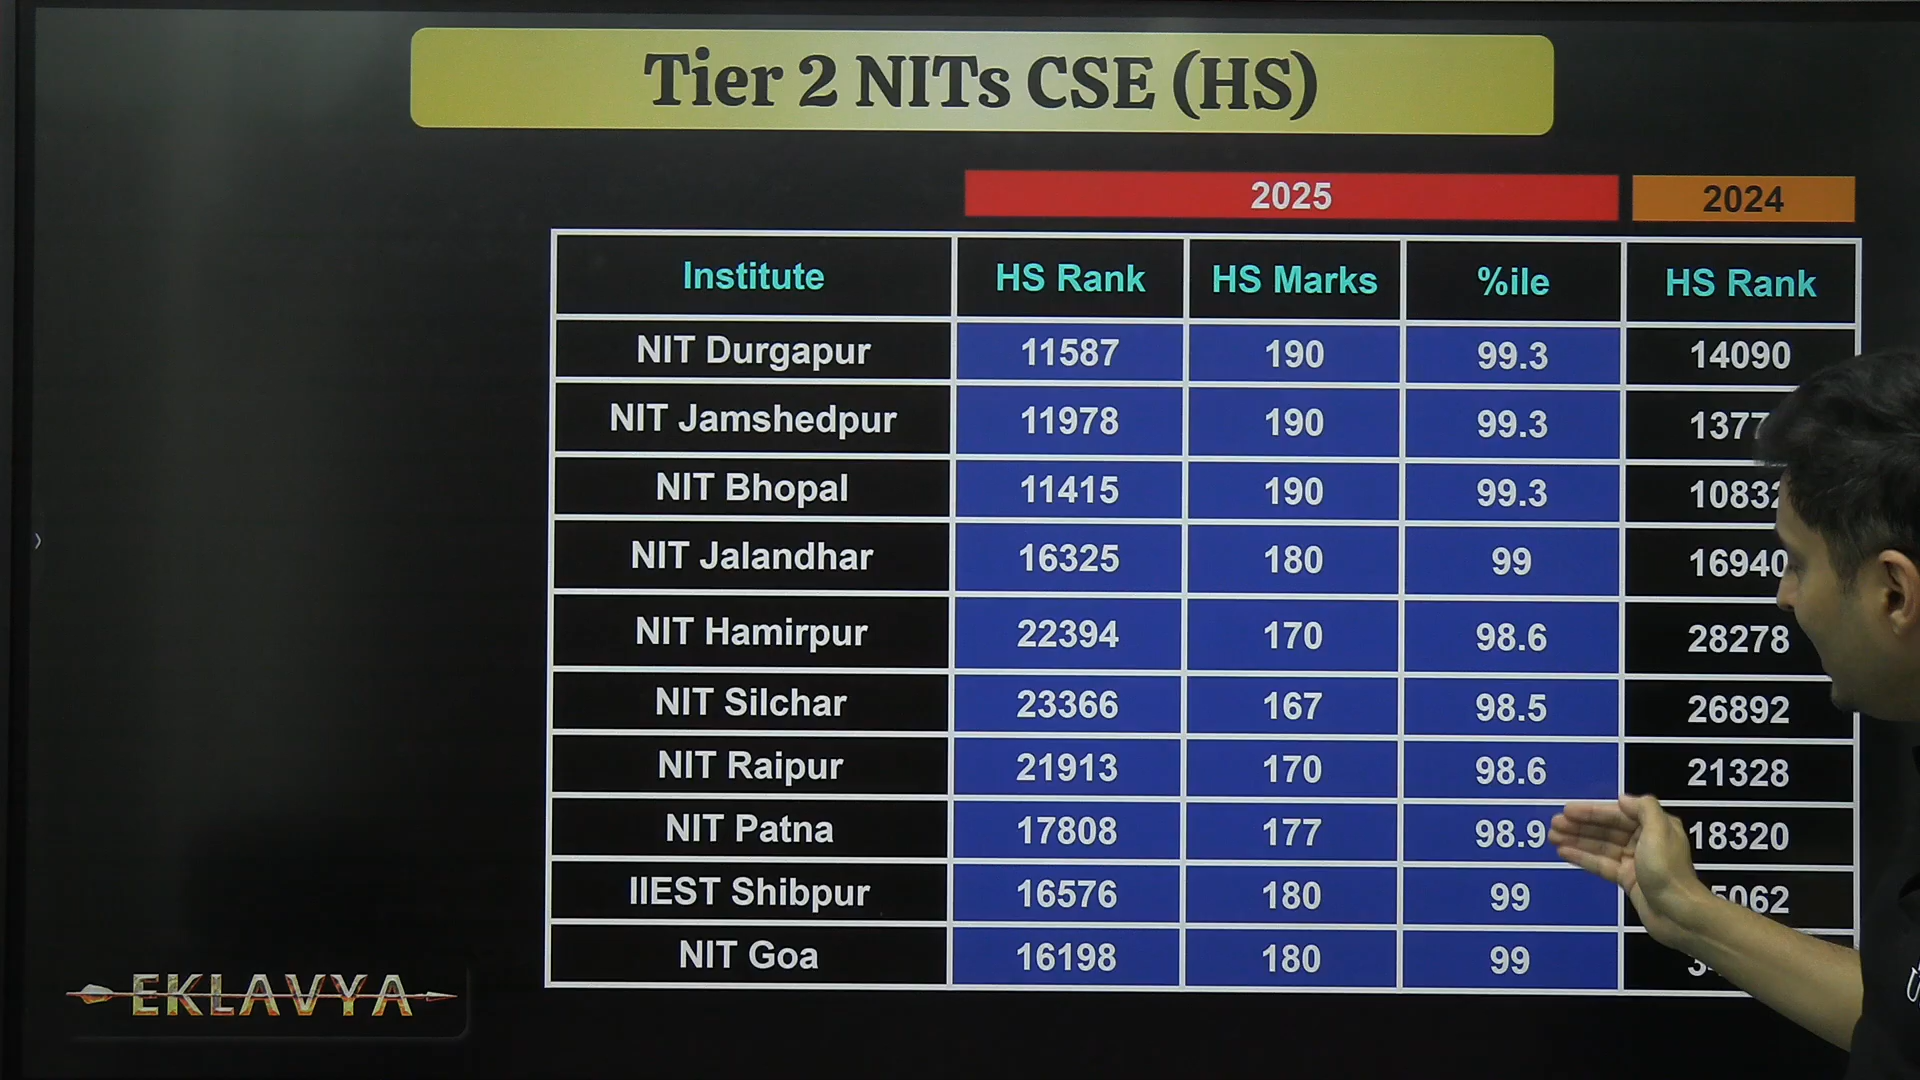 Tier 2 NITs CSE (HS)
2025 2024
Institute HS Rank HS Marks %ile HS Rank
NIT Durgapur 11587 190 99.3 14090
NIT Jamshedpur 11978 190 99.3
NIT Bhopal 11415 190 99.3 10832
NIT Jalandhar 16325 180 99 16940
NIT Hamirpur 22394 170 98.6 28278
NIT Silchar 23366 167 98.5 26892
NIT Raipur 21913 170 98.6 21328
NIT Patna 17808 177 98.9 18320
IIEST Shibpur 16576 180 99
NIT Goa 16198 180 99
EKLAVYA